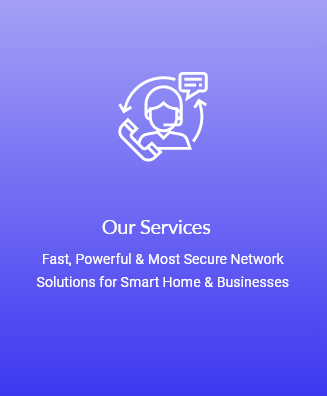 Our Services
Fast, Powerful & Most Secure Network
Solutions for Smart Home & Businesses